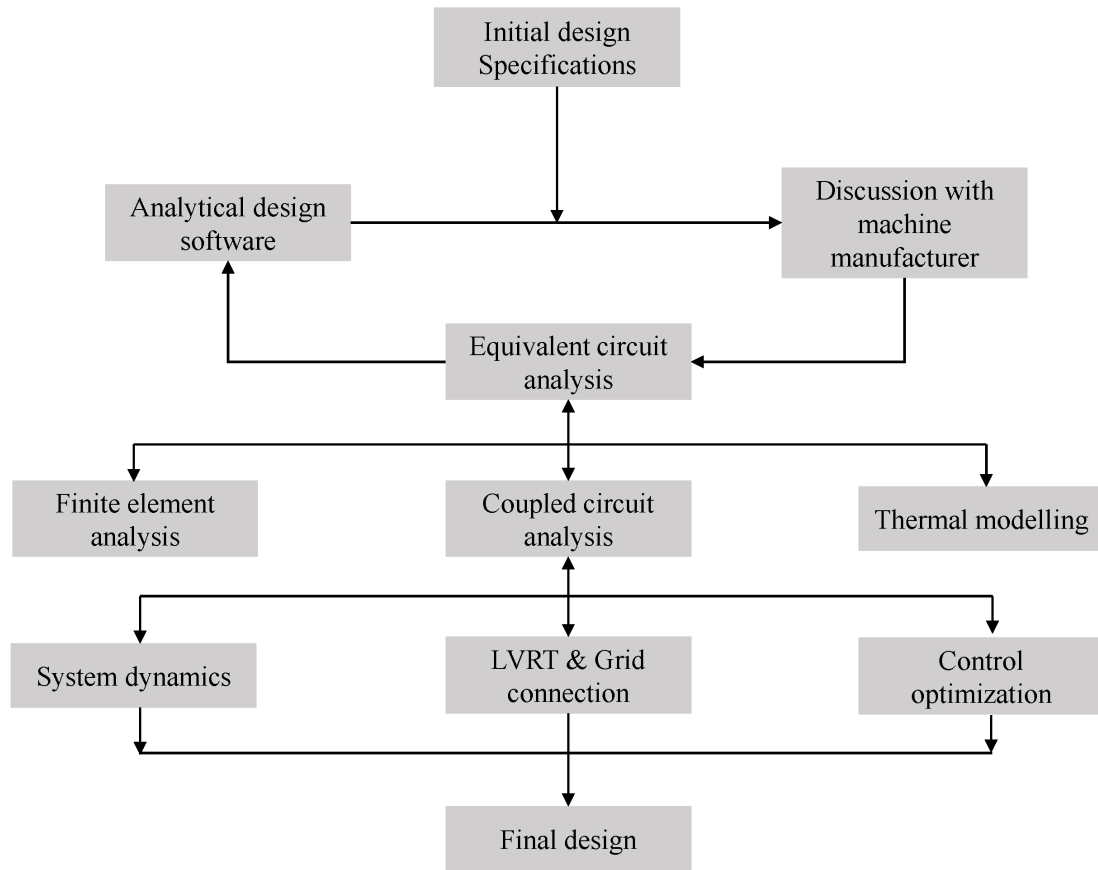 Initial design
Specifications
Analytical design
software
Discussion with
machine
manufacturer
Equivalent circuit
analysis
Finite element
analysis
Coupled circuit
analysis
Thermal modelling
System dynamics
LVRT & Grid
connection
Control
optimization
Final design